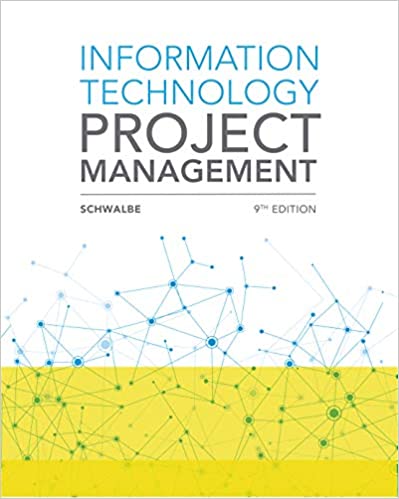 INFORMATION
TECHNOLOGY
PROJECT
MANAGEMENT
SCHWALBE 9TH EDITION